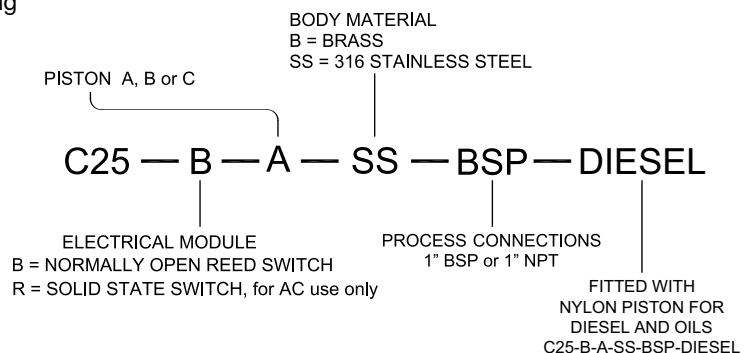 BODY MATERIAL
B = BRASS
SS = 316 STAINLESS STEEL
PISTON A, B or C
C25 — B — A — SS — BSP — DIESEL
ELECTRICAL MODULE
B = NORMALLY OPEN REED SWITCH
R = SOLID STATE SWITCH, for AC use only
PROCESS CONNECTIONS
1” BSP or 1” NPT
FITTED WITH
NYLON PISTON FOR
DIESEL AND OILS
C25-B-A-SS-BSP-DIESEL